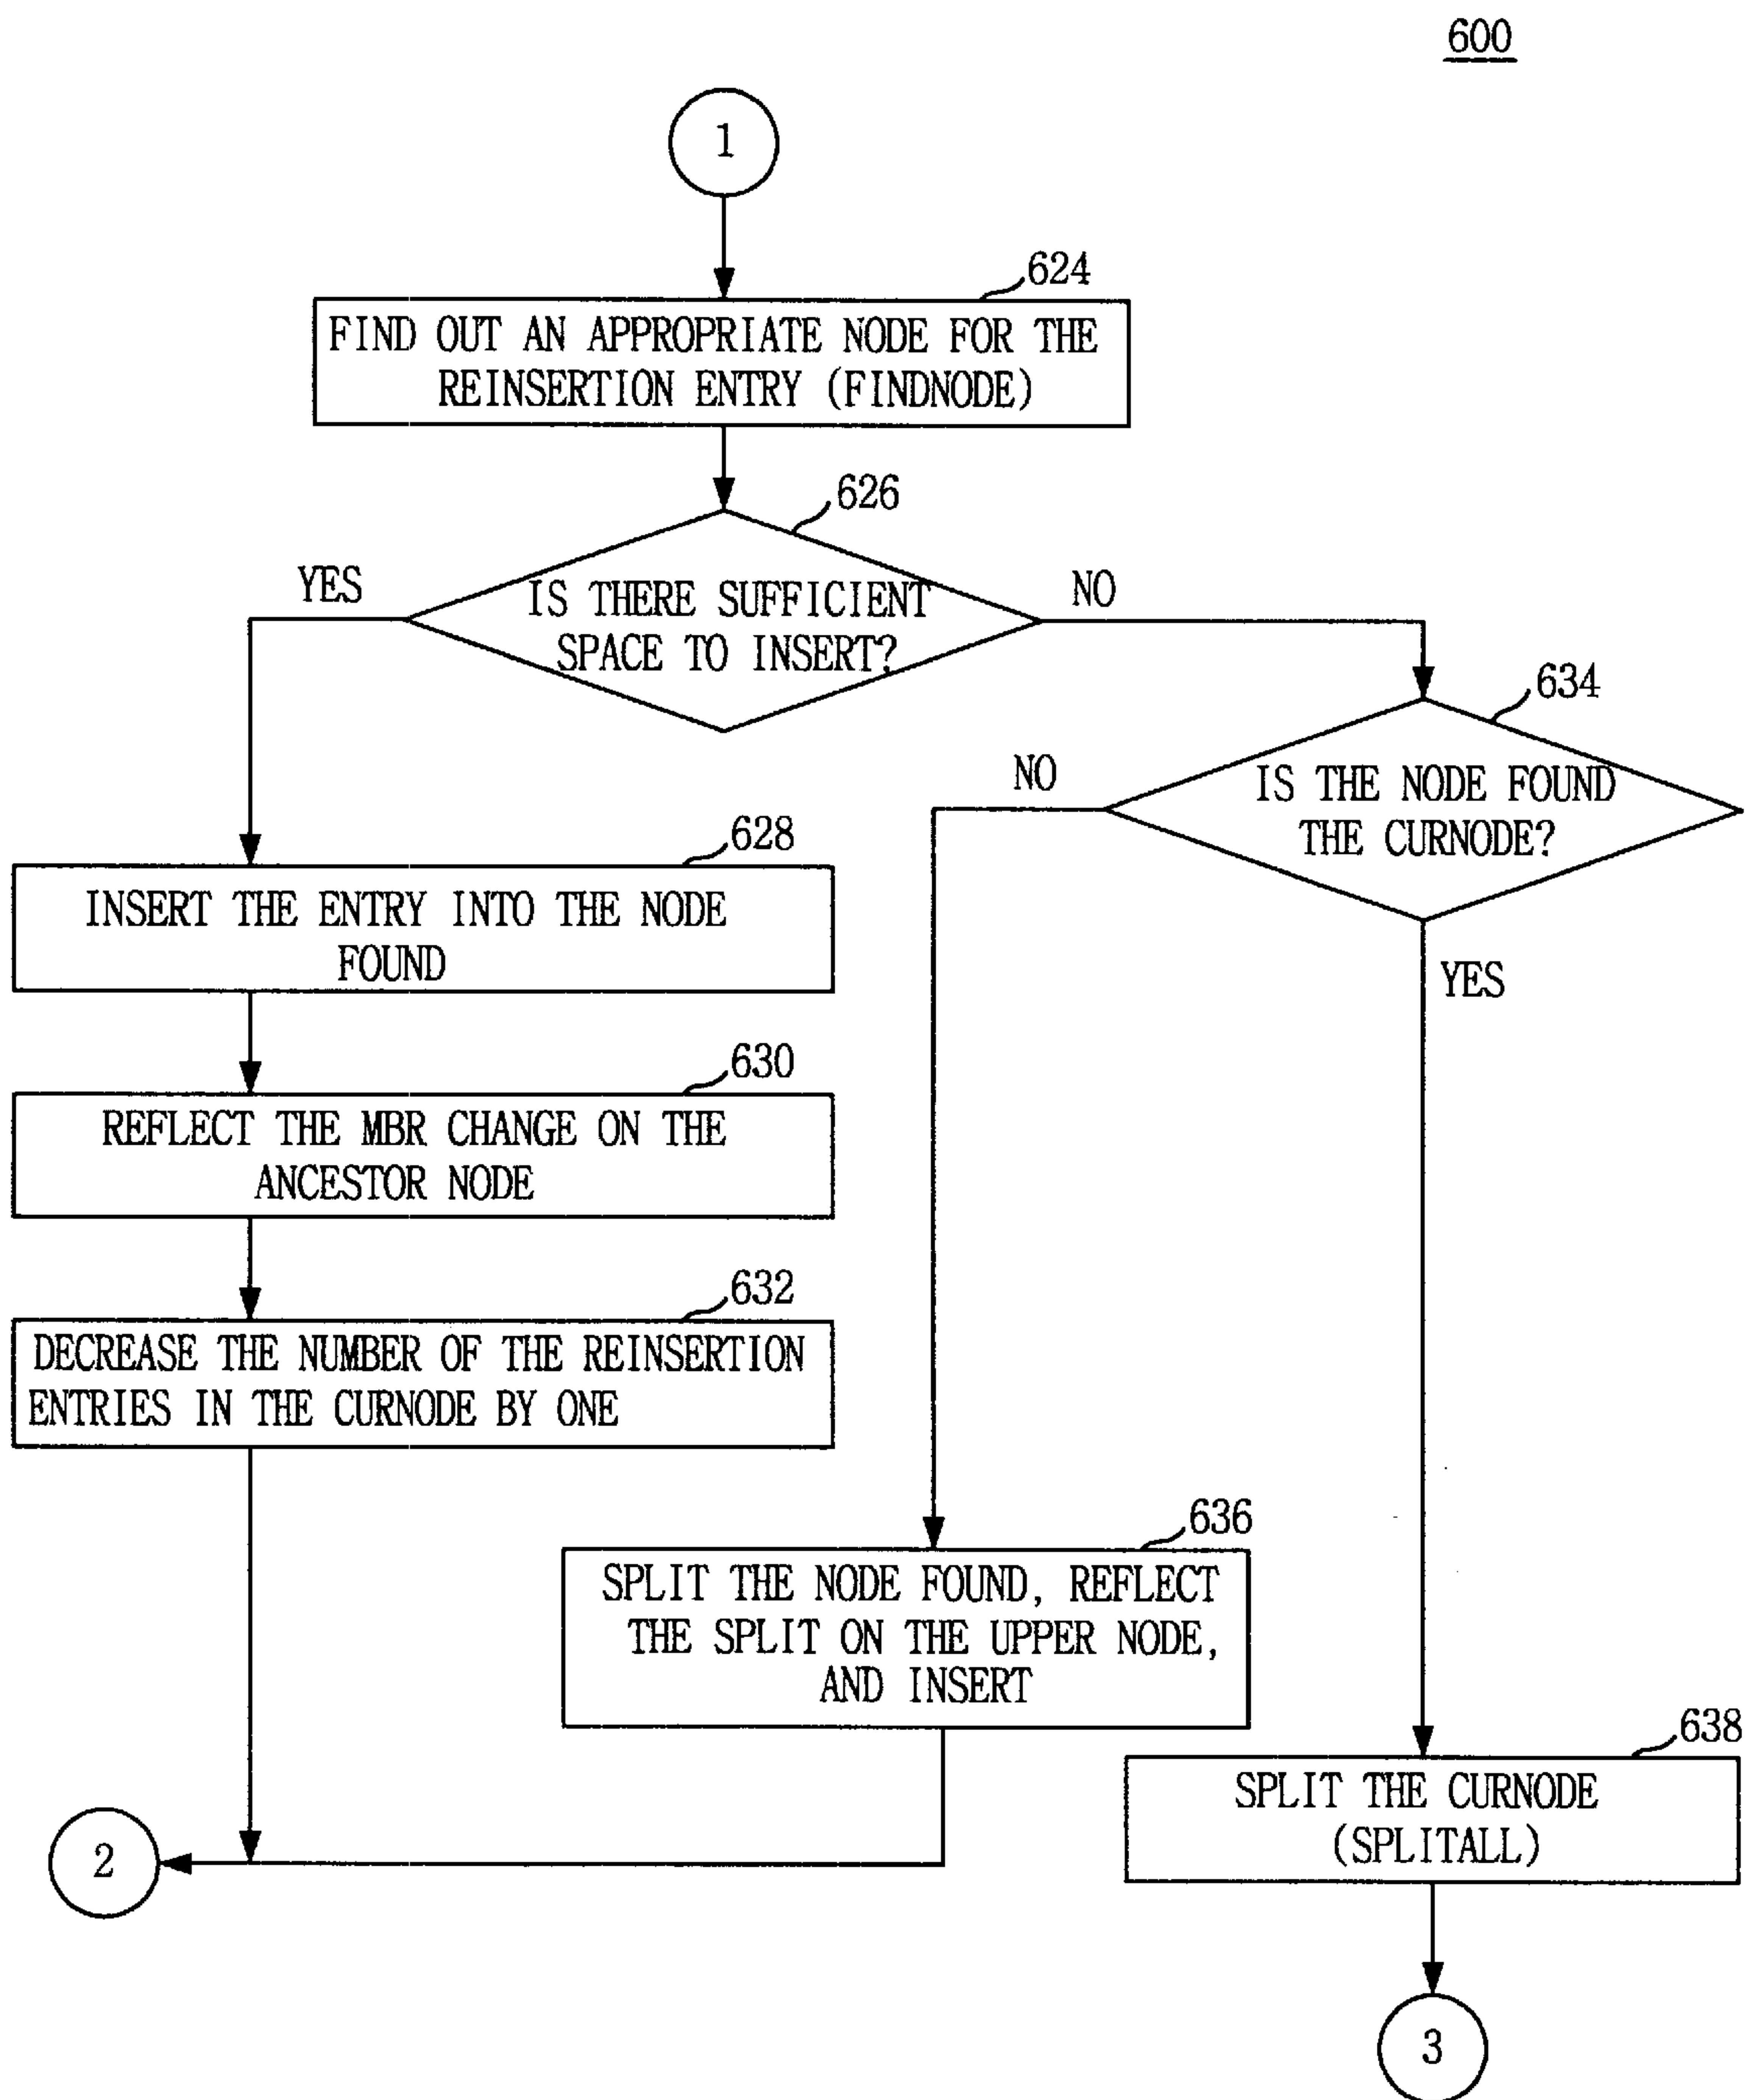 600
1
624
FIND OUT AN APPROPRIATE NODE FOR THE
REINSERTION ENTRY (FINDNODE)
626
YES
IS THERE SUFFICIENT
SPACE TO INSERT?
NO
634
NO
IS THE NODE FOUND
THE CURNODE?
YES
628
INSERT THE ENTRY INTO THE NODE
FOUND
630
REFLECT THE MBR CHANGE ON THE
ANCESTOR NODE
632
DECREASE THE NUMBER OF THE REINSERTION
ENTRIES IN THE CURNODE BY ONE
636
SPLIT THE NODE FOUND, REFLECT
THE SPLIT ON THE UPPER NODE,
AND INSERT
638
SPLIT THE CURNODE
(SPLITALL)
2
3